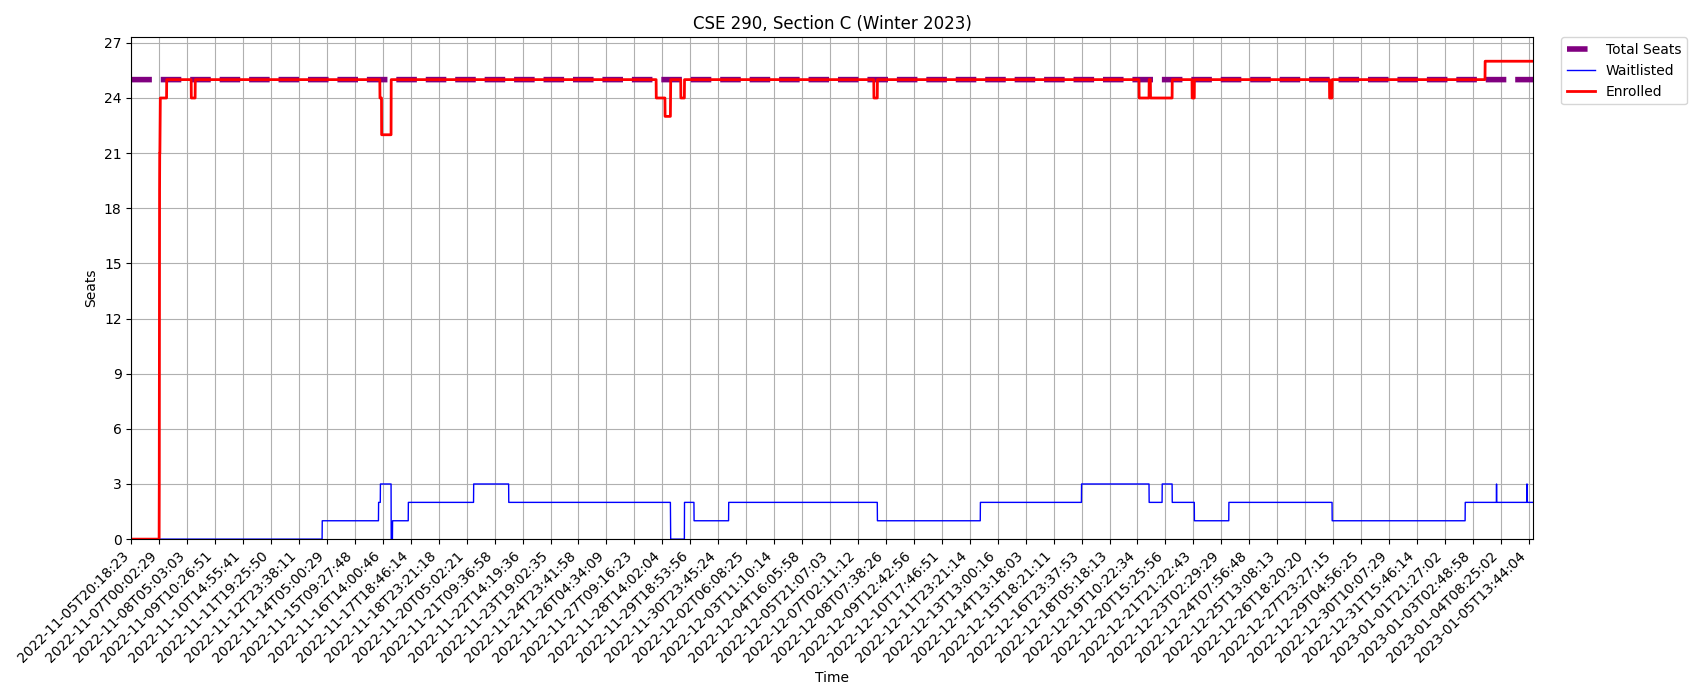 CSE 290, Section C (Winter 2023)
Total Seats
Waitlisted
Enrolled
Seats
27
24
21
18
15
12
9
6
3
0
2022-11-05T20:18:23
2022-11-07T00:02:29
2022-11-08T05:03:03
2022-11-09T10:26:51
2022-11-10T14:55:41
2022-11-11T19:25:50
2022-11-12T23:38:11
2022-11-14T05:00:29
2022-11-15T09:27:48
2022-11-16T14:00:46
2022-11-17T18:46:14
2022-11-18T23:21:18
2022-11-20T05:02:21
2022-11-21T09:36:58
2022-11-22T14:19:36
2022-11-23T19:02:35
2022-11-24T23:41:58
2022-11-26T04:34:09
2022-11-27T09:16:23
2022-11-28T14:02:04
2022-11-29T18:53:56
2022-11-30T23:45:24
2022-12-02T06:08:25
2022-12-03T11:10:14
2022-12-04T16:05:58
2022-12-05T21:07:03
2022-12-07T02:11:12
2022-12-08T07:38:26
2022-12-09T12:42:56
2022-12-10T17:46:51
2022-12-11T23:21:14
2022-12-13T13:00:16
2022-12-14T13:18:03
2022-12-15T18:21:11
2022-12-16T23:37:53
2022-12-18T05:18:13
2022-12-19T10:22:34
2022-12-20T15:25:56
2022-12-21T21:22:43
2022-12-23T02:29:29
2022-12-24T07:56:48
2022-12-25T13:08:13
2022-12-26T18:20:20
2022-12-27T23:27:15
2022-12-29T04:56:25
2022-12-30T10:07:29
2022-12-31T15:46:14
2023-01-01T21:27:02
2023-01-03T02:48:58
2023-01-04T08:25:02
2023-01-05T13:44:04
Time